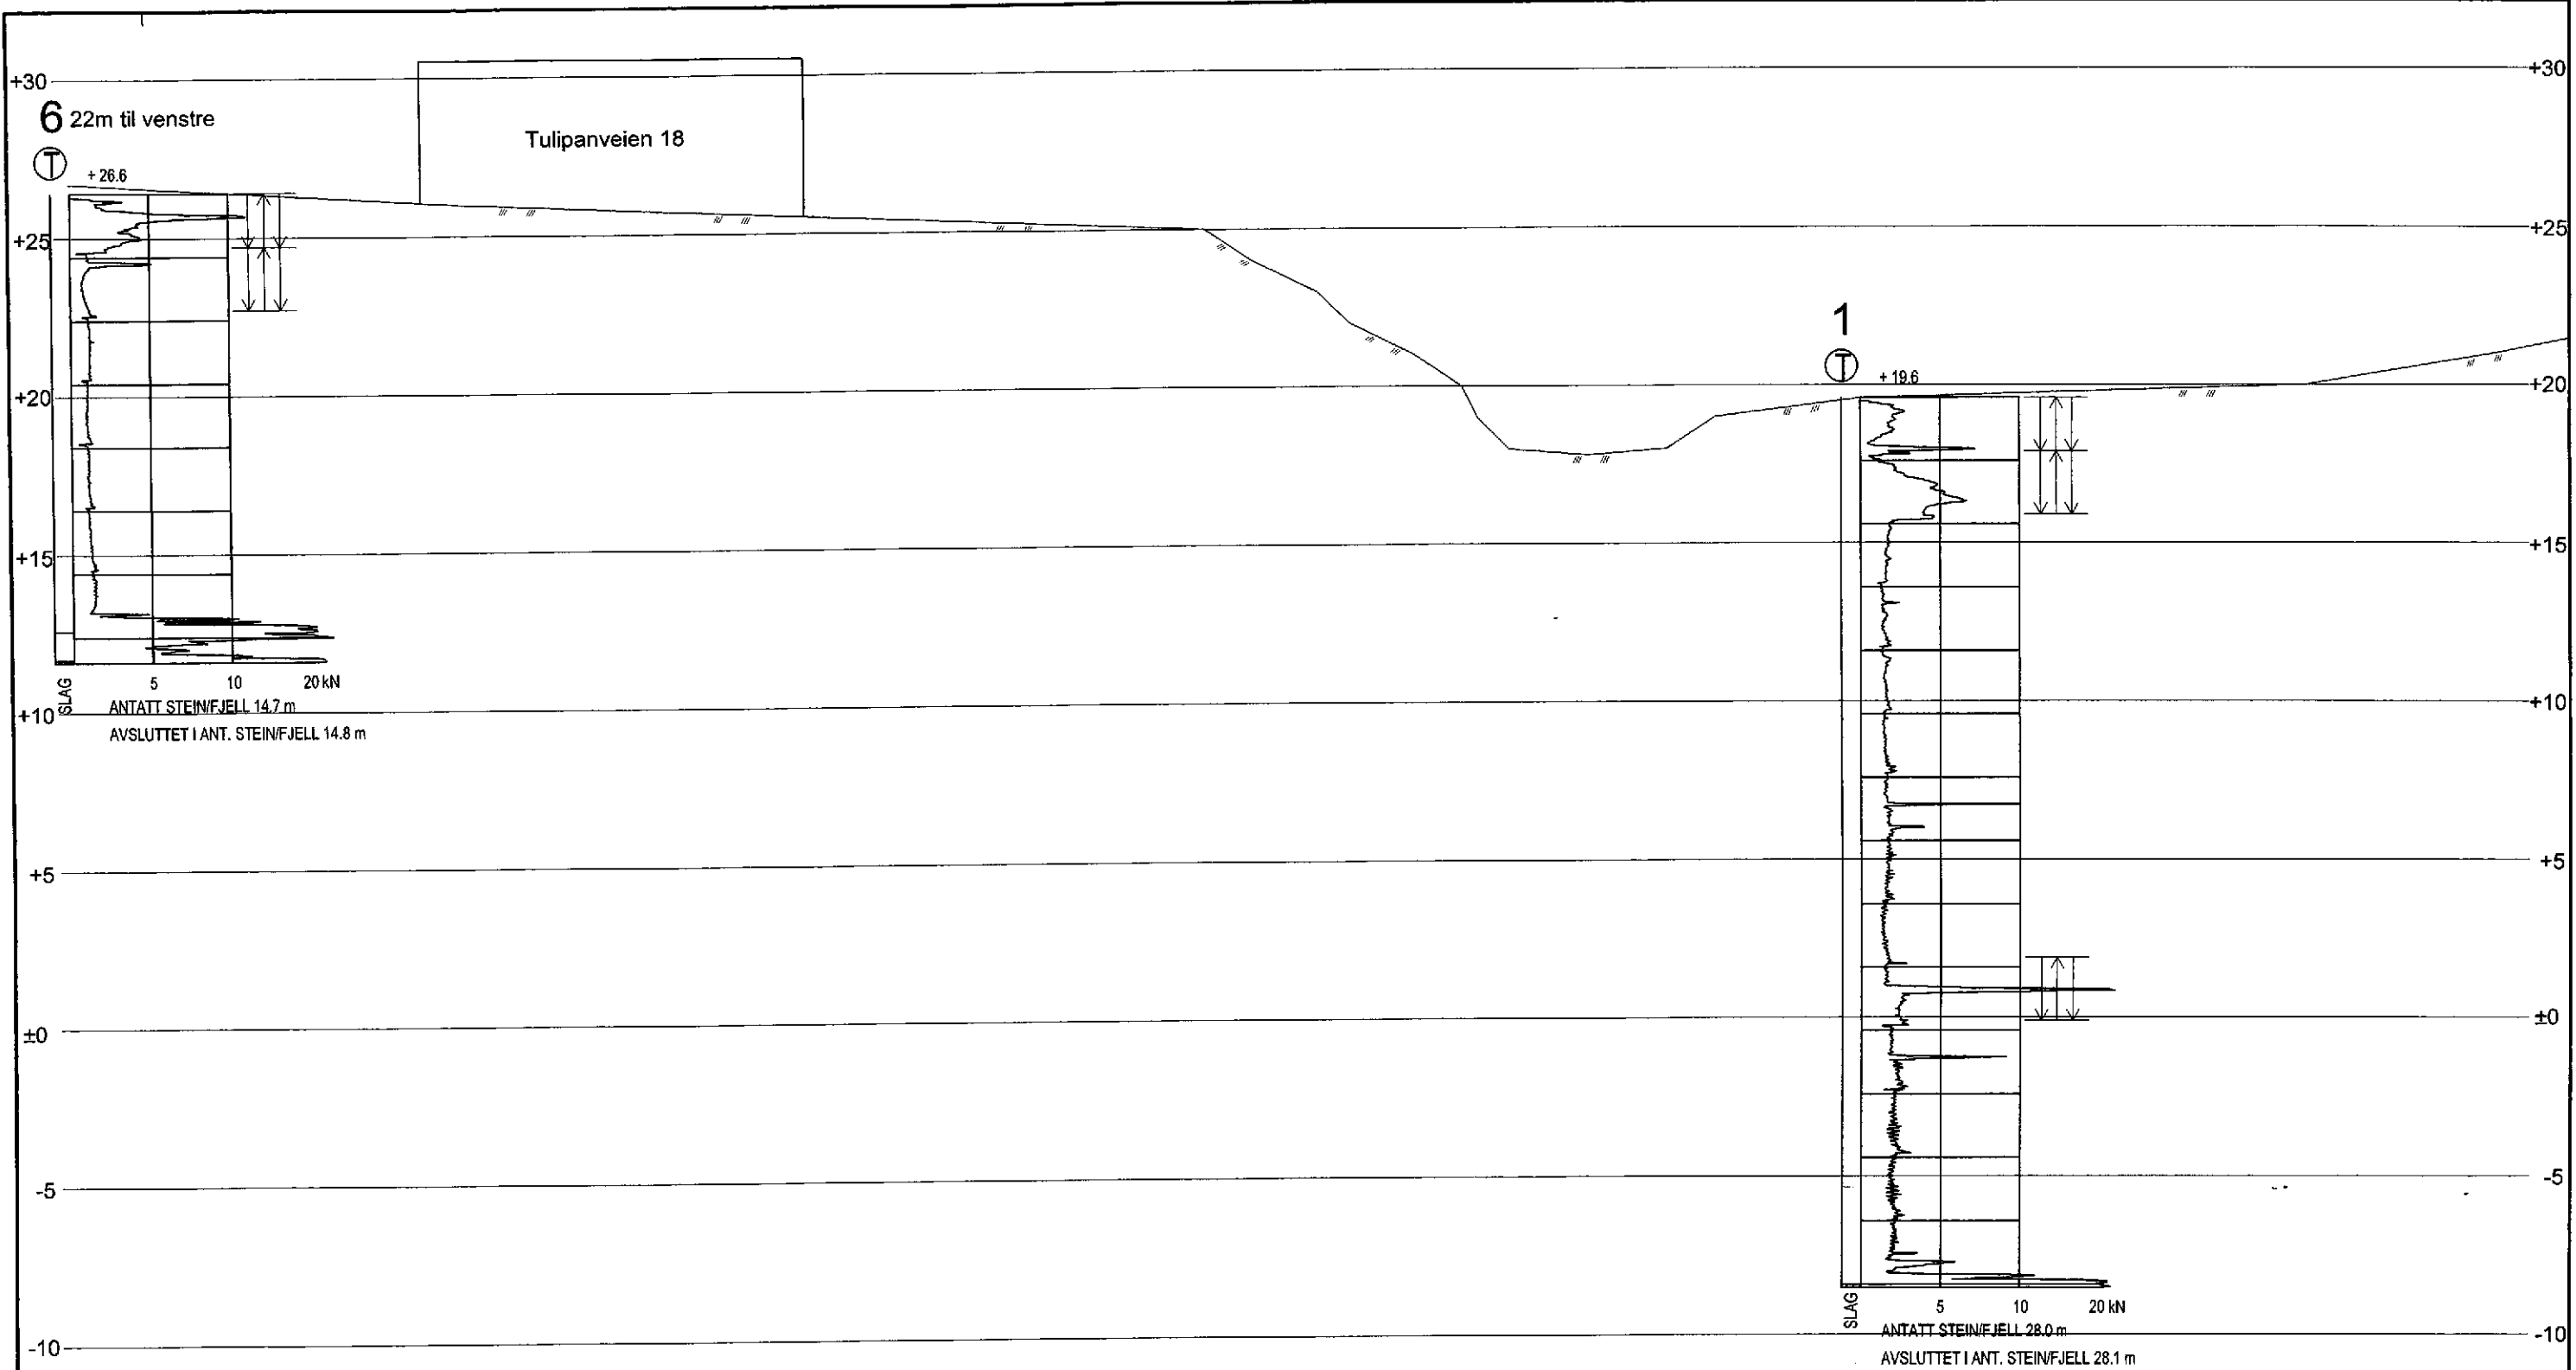 +30
+30
6 22m til venstre
Tulipanveien 18
T
+ 26.6
+25
+25
1
T
+ 19.6
+20
+20
+15
+15
SLAG
5 10 20 kN
ANTATT STEIN/FJELL 14.7 m
AVSLUTTET I ANT. STEIN/FJELL 14.8 m
+10
+10
+5
+5
±0
±0
-5
-5
SLAG
5 10 20 kN
ANTATT STEIN/FJELL 28.0 m
AVSLUTTET I ANT. STEIN/FJELL 28.1 m
-10
-10